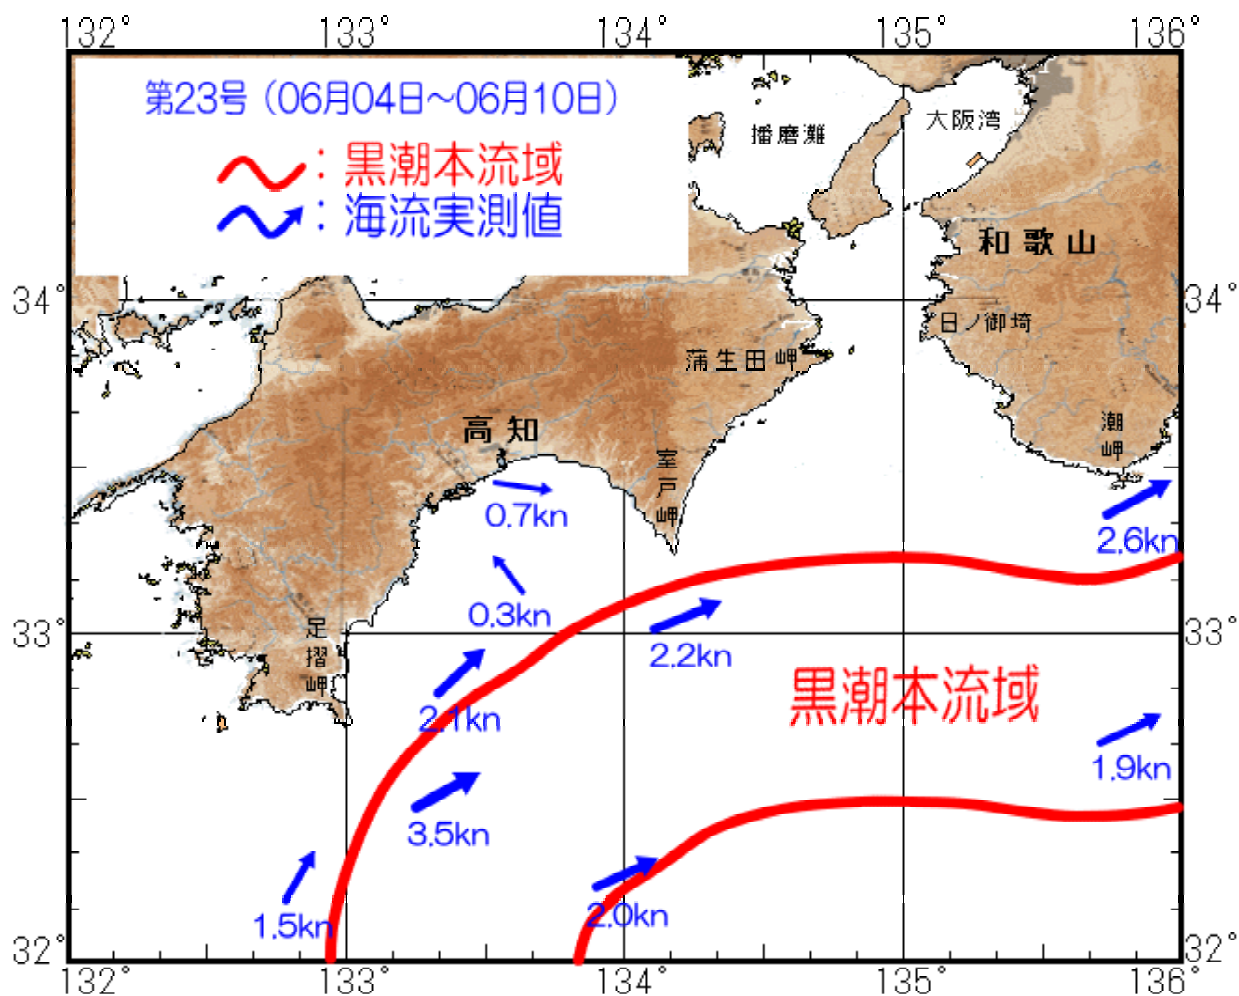 132° 133° 134° 135° 136°
第23号（06月04日～06月10日）
：黒潮本流域
：海流実測値
播磨灘
大阪湾
和歌山
34° 34°
日ノ御埼
蒲生田岬
高知
室戸岬
潮岬
0.7kn
2.6kn
0.3kn
足摺岬
33° 33°
2.2kn
黒潮本流域
2.1kn
1.9kn
3.5kn
2.0kn
1.5kn
32° 32°
132° 133° 134° 135° 136°